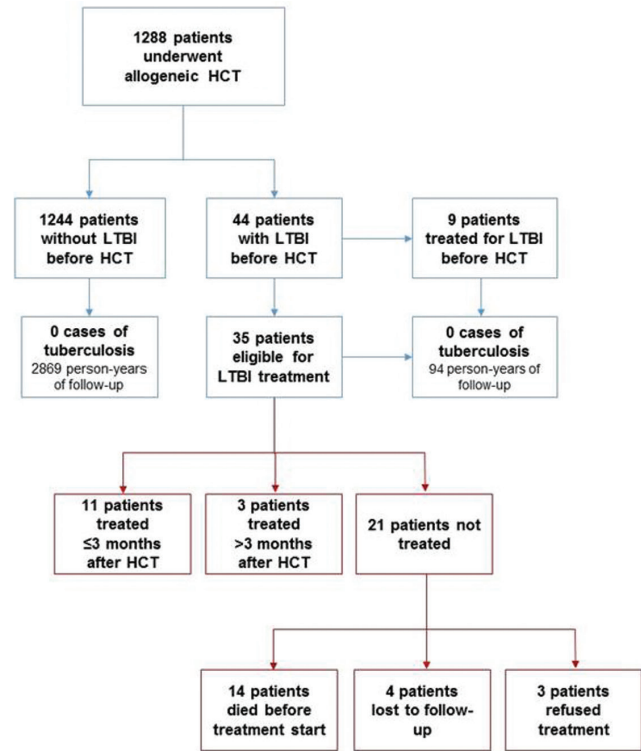 1288 patients
underwent
allogeneic HCT
1244 patients
without LTBI
before HCT
44 patients
with LTBI
before HCT
9 patients
treated for LTBI
before HCT
0 cases of
tuberculosis
2869 person-years
of follow-up
35 patients
eligible for
LTBI treatment
0 cases of
tuberculosis
94 person-years of
follow-up
11 patients
treated
≤3 months
after HCT
3 patients
treated
>3 months
after HCT
21 patients not
treated
14 patients
died before
treatment start
4 patients
lost to follow-
up
3 patients
refused
treatment